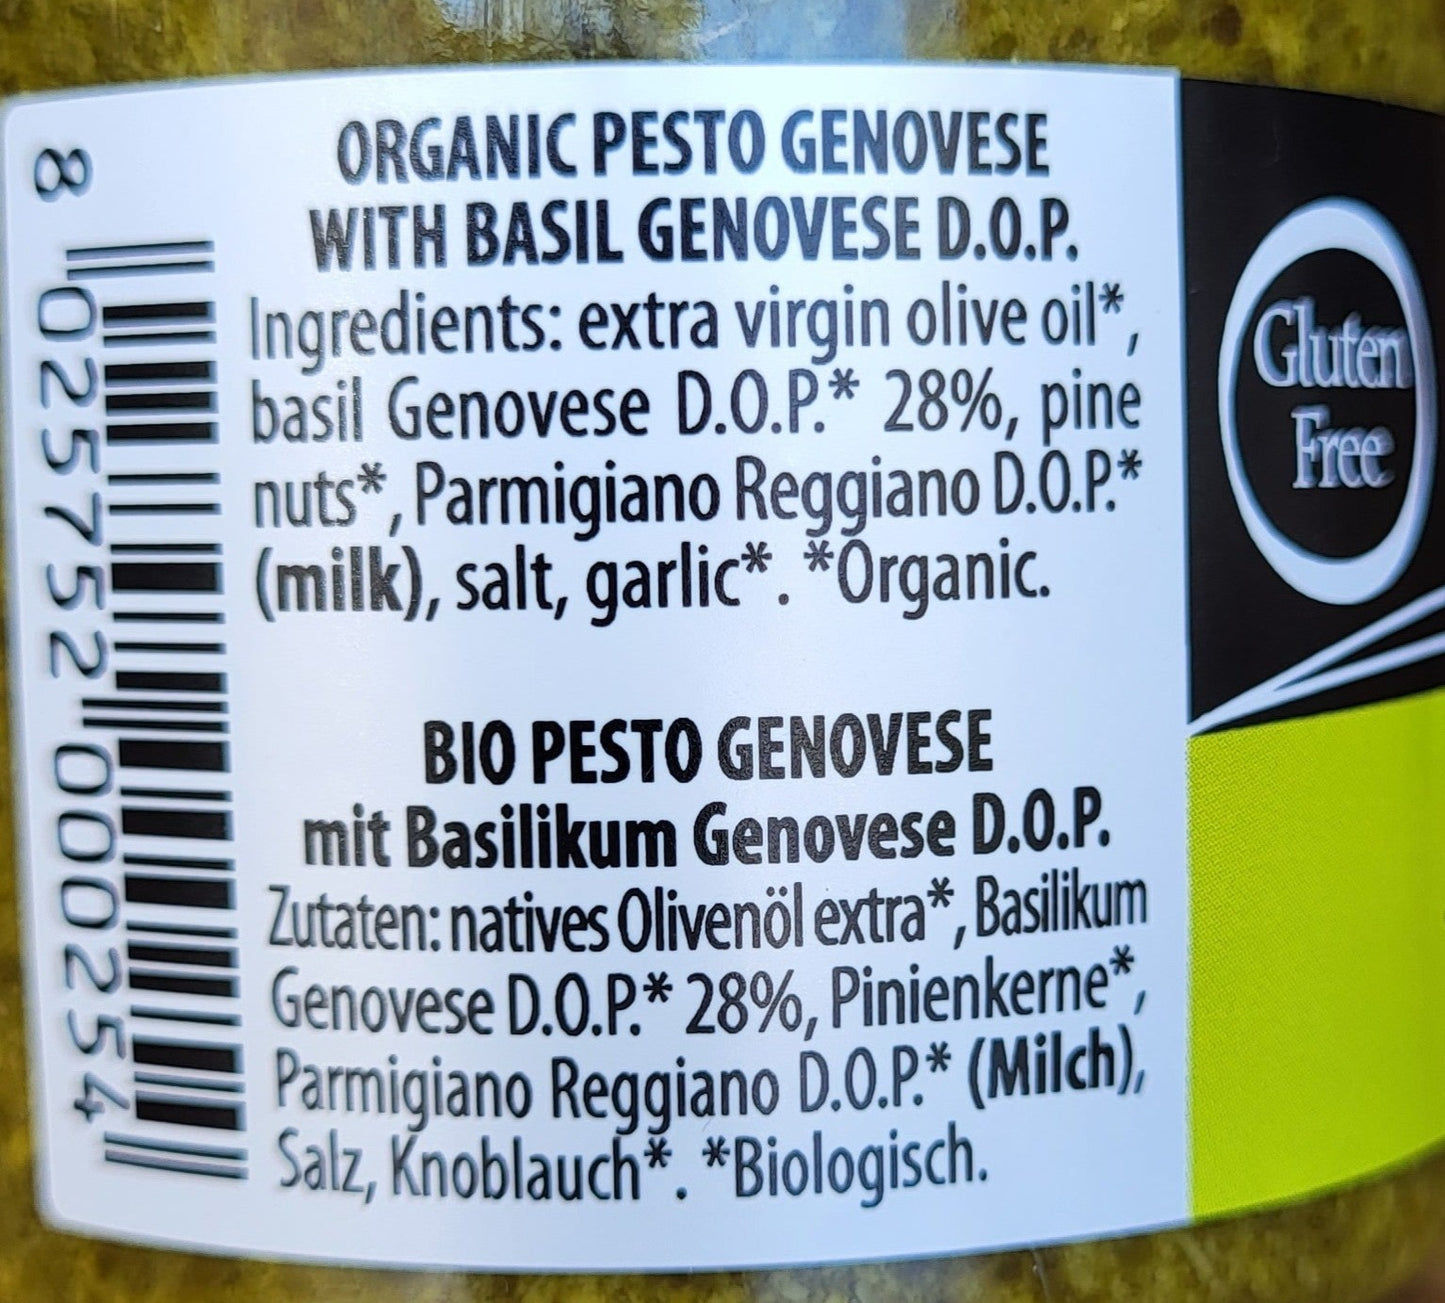 ORGANIC PESTO GENOVESE
WITH BASIL GENOVESE D.O.P.
Ingredients: extra virgin olive oil*,
basil Genovese D.O.P.* 28%, pine
nuts*, Parmigiano Reggiano D.O.P.*
(milk), salt, garlic*. *Organic.
BIO PESTO GENOVESE
mit Basilikum Genovese D.O.P.
Zutaten: natives Olivenöl extra*, Basilikum
Genovese D.O.P.* 28%, Pinienkerne*,
Parmigiano Reggiano D.O.P.* (Milch),
Salz, Knoblauch*. *Biologisch.
8 025752 000254
Gluten
Free